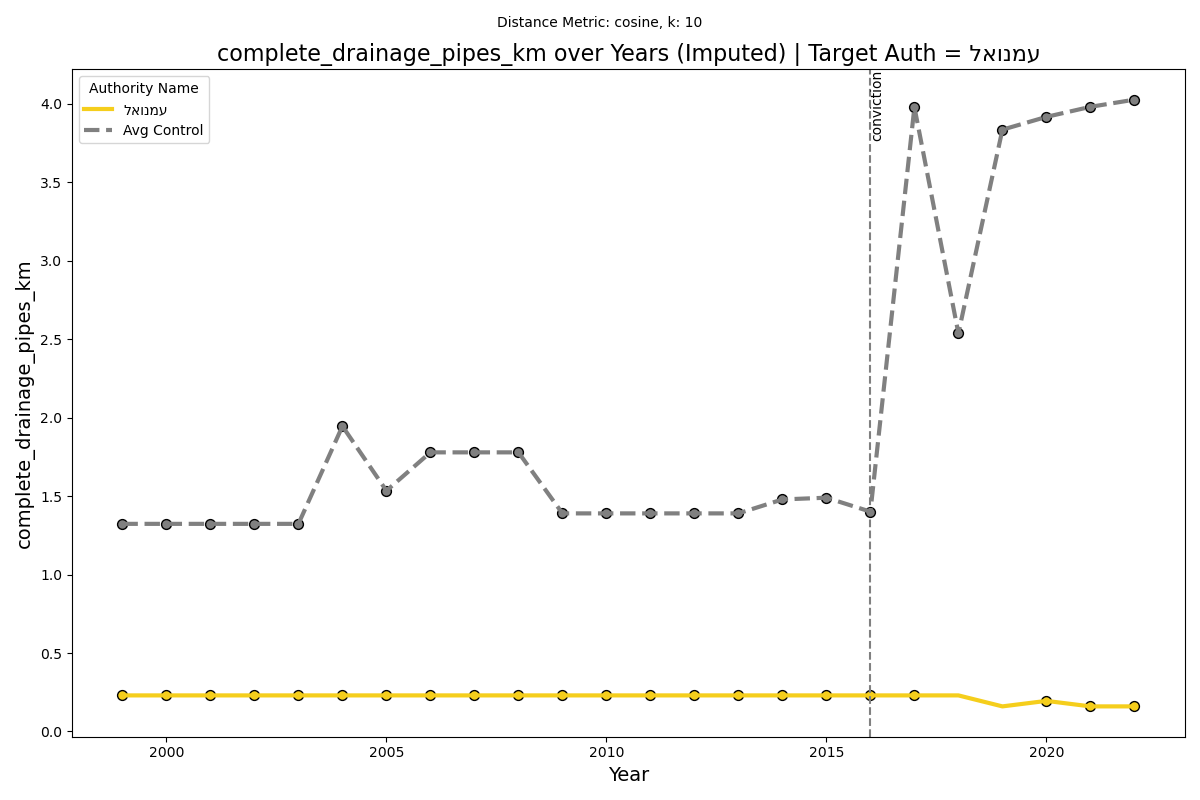 Distance Metric: cosine, k: 10
complete_drainage_pipes_km over Years (Imputed) | Target Auth = עמנואל
Authority Name
עמנואל
Avg Control
conviction
complete_drainage_pipes_km
4.0
3.5
3.0
2.5
2.0
1.5
1.0
0.5
0.0
2000 2005 2010 2015 2020
Year